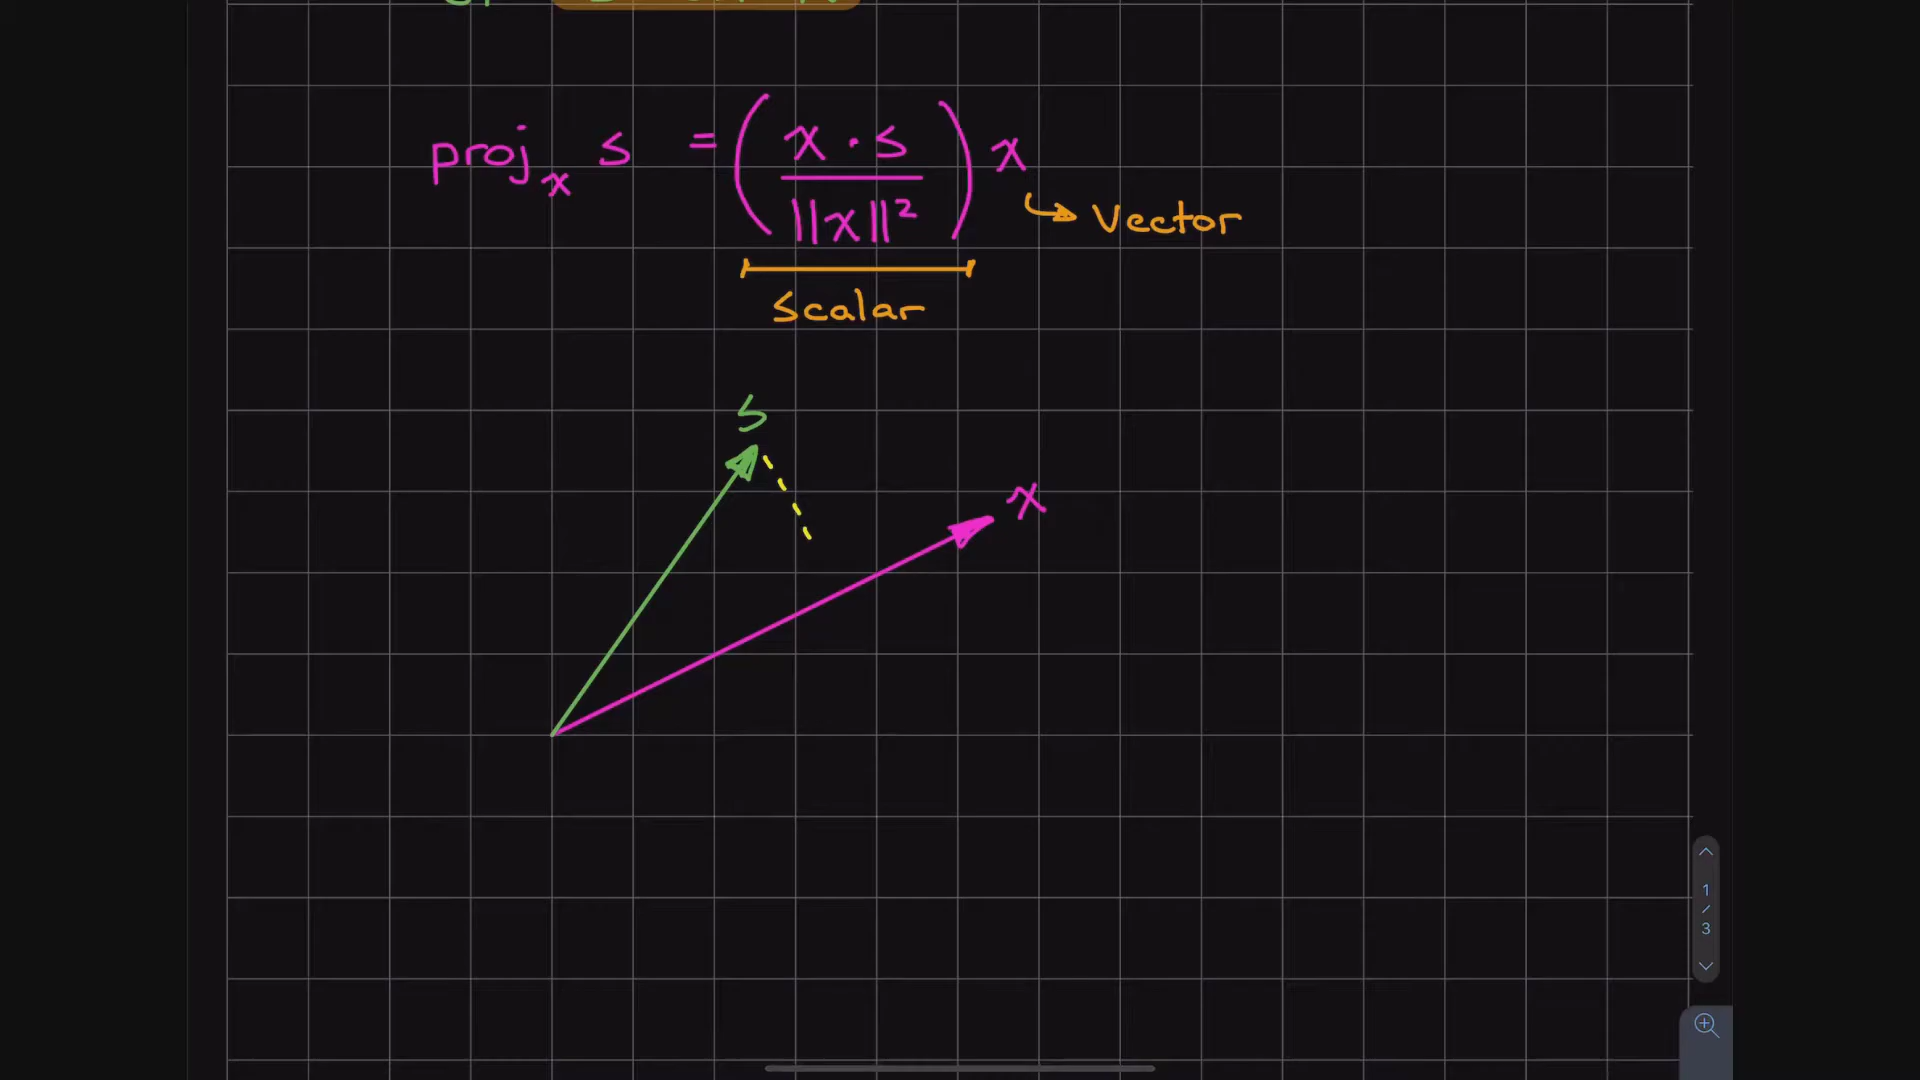 proj_x s = ( x · s / ||x||² ) x
Vector
Scalar
s
x
1
/
3